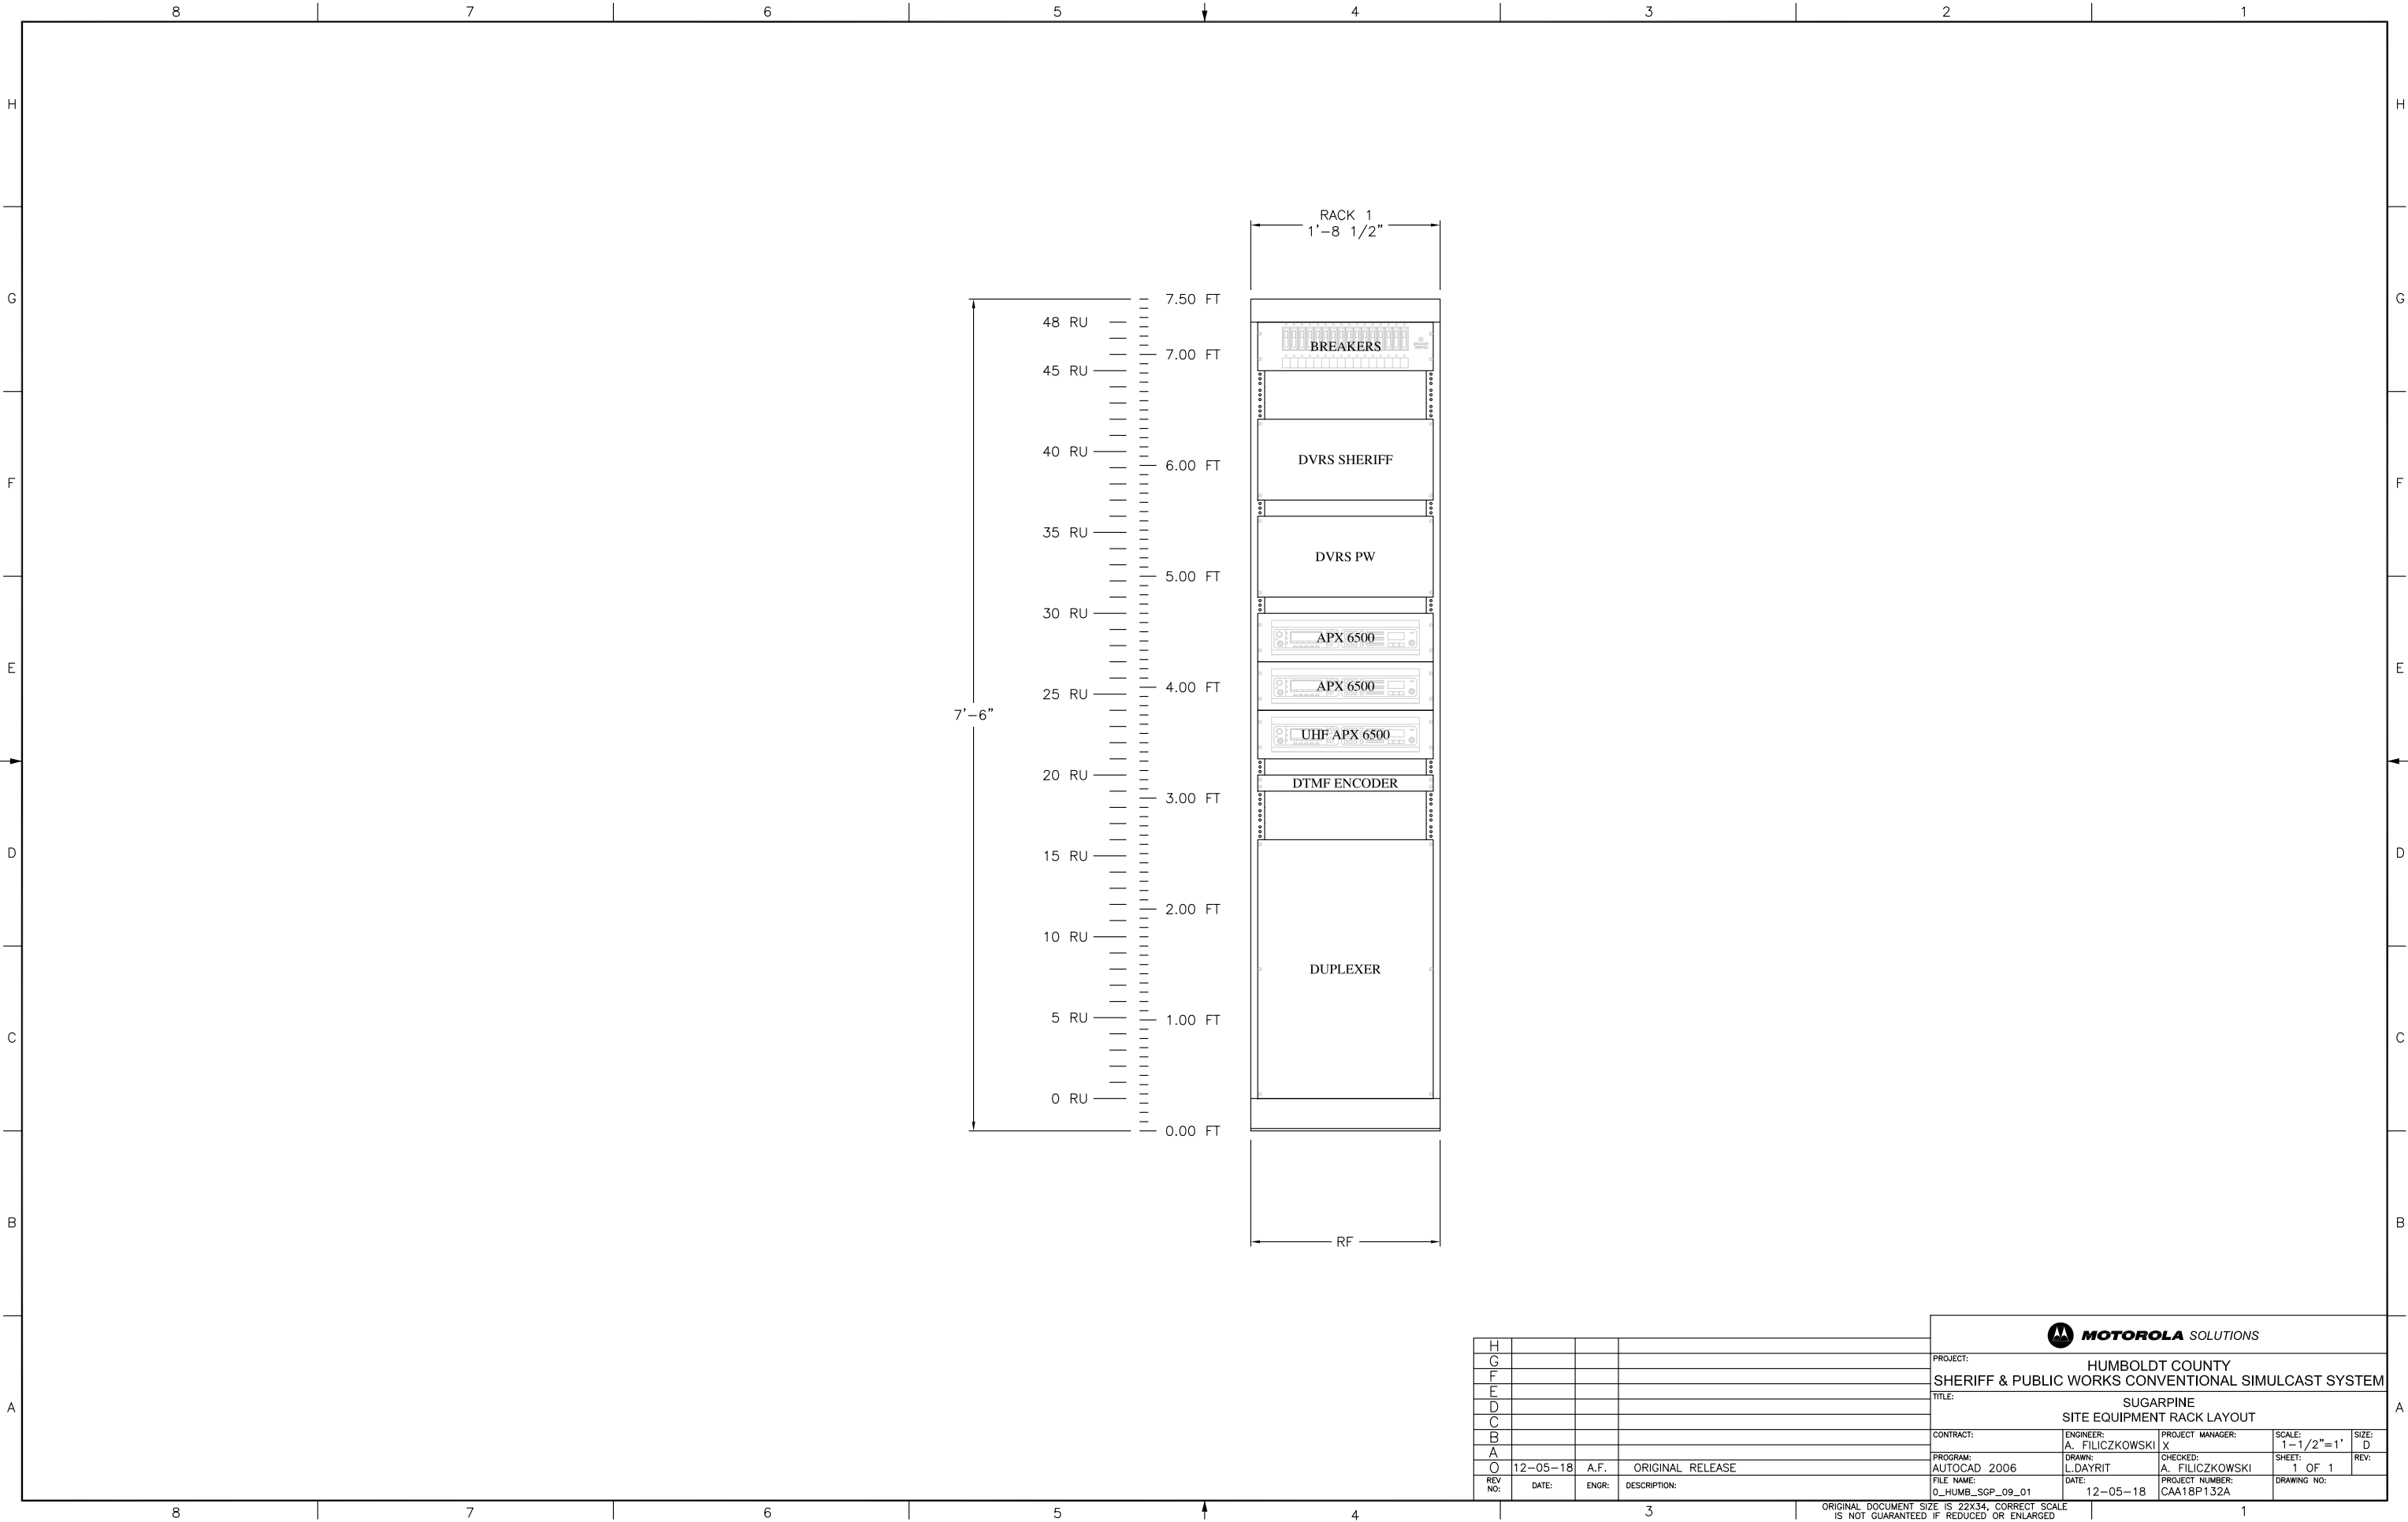 8 7 6 5 4 3 2 1
H H
G G
F F
E E
D D
C C
B B
A A
RACK 1
1'-8 1/2"
7.50 FT
48 RU
7.00 FT
45 RU
40 RU
6.00 FT
35 RU
5.00 FT
30 RU
4.00 FT
25 RU
7'-6"
20 RU
3.00 FT
15 RU
2.00 FT
10 RU
5 RU
1.00 FT
0 RU
0.00 FT
BREAKERS
DVRS SHERIFF
DVRS PW
APX 6500
APX 6500
UHF APX 6500
DTMF ENCODER
DUPLEXER
RF
H
G
F
E
D
C
B
A
O 12-05-18 A.F. ORIGINAL RELEASE
REV NO: DATE: ENGR: DESCRIPTION:
MOTOROLA SOLUTIONS
PROJECT:
HUMBOLDT COUNTY
SHERIFF & PUBLIC WORKS CONVENTIONAL SIMULCAST SYSTEM
TITLE:
SUGARPINE
SITE EQUIPMENT RACK LAYOUT
CONTRACT: ENGINEER: PROJECT MANAGER: SCALE: SIZE:
A. FILICZKOWSKI X 1-1/2"=1' D
PROGRAM: DRAWN: CHECKED: SHEET: REV:
AUTOCAD 2006 L.DAYRIT A. FILICZKOWSKI 1 OF 1
FILE NAME: DATE: PROJECT NUMBER: DRAWING NO:
0_HUMB_SGP_09_01 12-05-18 CAA18P132A
8 7 6 5 4 3 2 1
ORIGINAL DOCUMENT SIZE IS 22X34, CORRECT SCALE
IS NOT GUARANTEED IF REDUCED OR ENLARGED